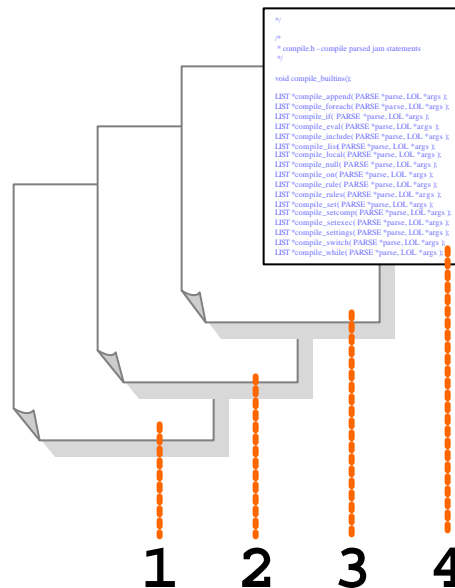 */
/*
* compile.h - compile parsed jam statements
*/
void compile_builtins();
LIST *compile_append( PARSE *parse, LOL *args );
LIST *compile_foreach( PARSE *parse, LOL *args );
LIST *compile_if( PARSE *parse, LOL *args );
LIST *compile_eval( PARSE *parse, LOL *args );
LIST *compile_include( PARSE *parse, LOL *args );
LIST *compile_list( PARSE *parse, LOL *args );
LIST *compile_local( PARSE *parse, LOL *args );
LIST *compile_null( PARSE *parse, LOL *args );
LIST *compile_on( PARSE *parse, LOL *args );
LIST *compile_rule( PARSE *parse, LOL *args );
LIST *compile_rules( PARSE *parse, LOL *args );
LIST *compile_set( PARSE *parse, LOL *args );
LIST *compile_setcomp( PARSE *parse, LOL *args );
LIST *compile_setexec( PARSE *parse, LOL *args );
LIST *compile_settings( PARSE *parse, LOL *args );
LIST *compile_switch( PARSE *parse, LOL *args );
LIST *compile_while( PARSE *parse, LOL *args );
1 2 3 4